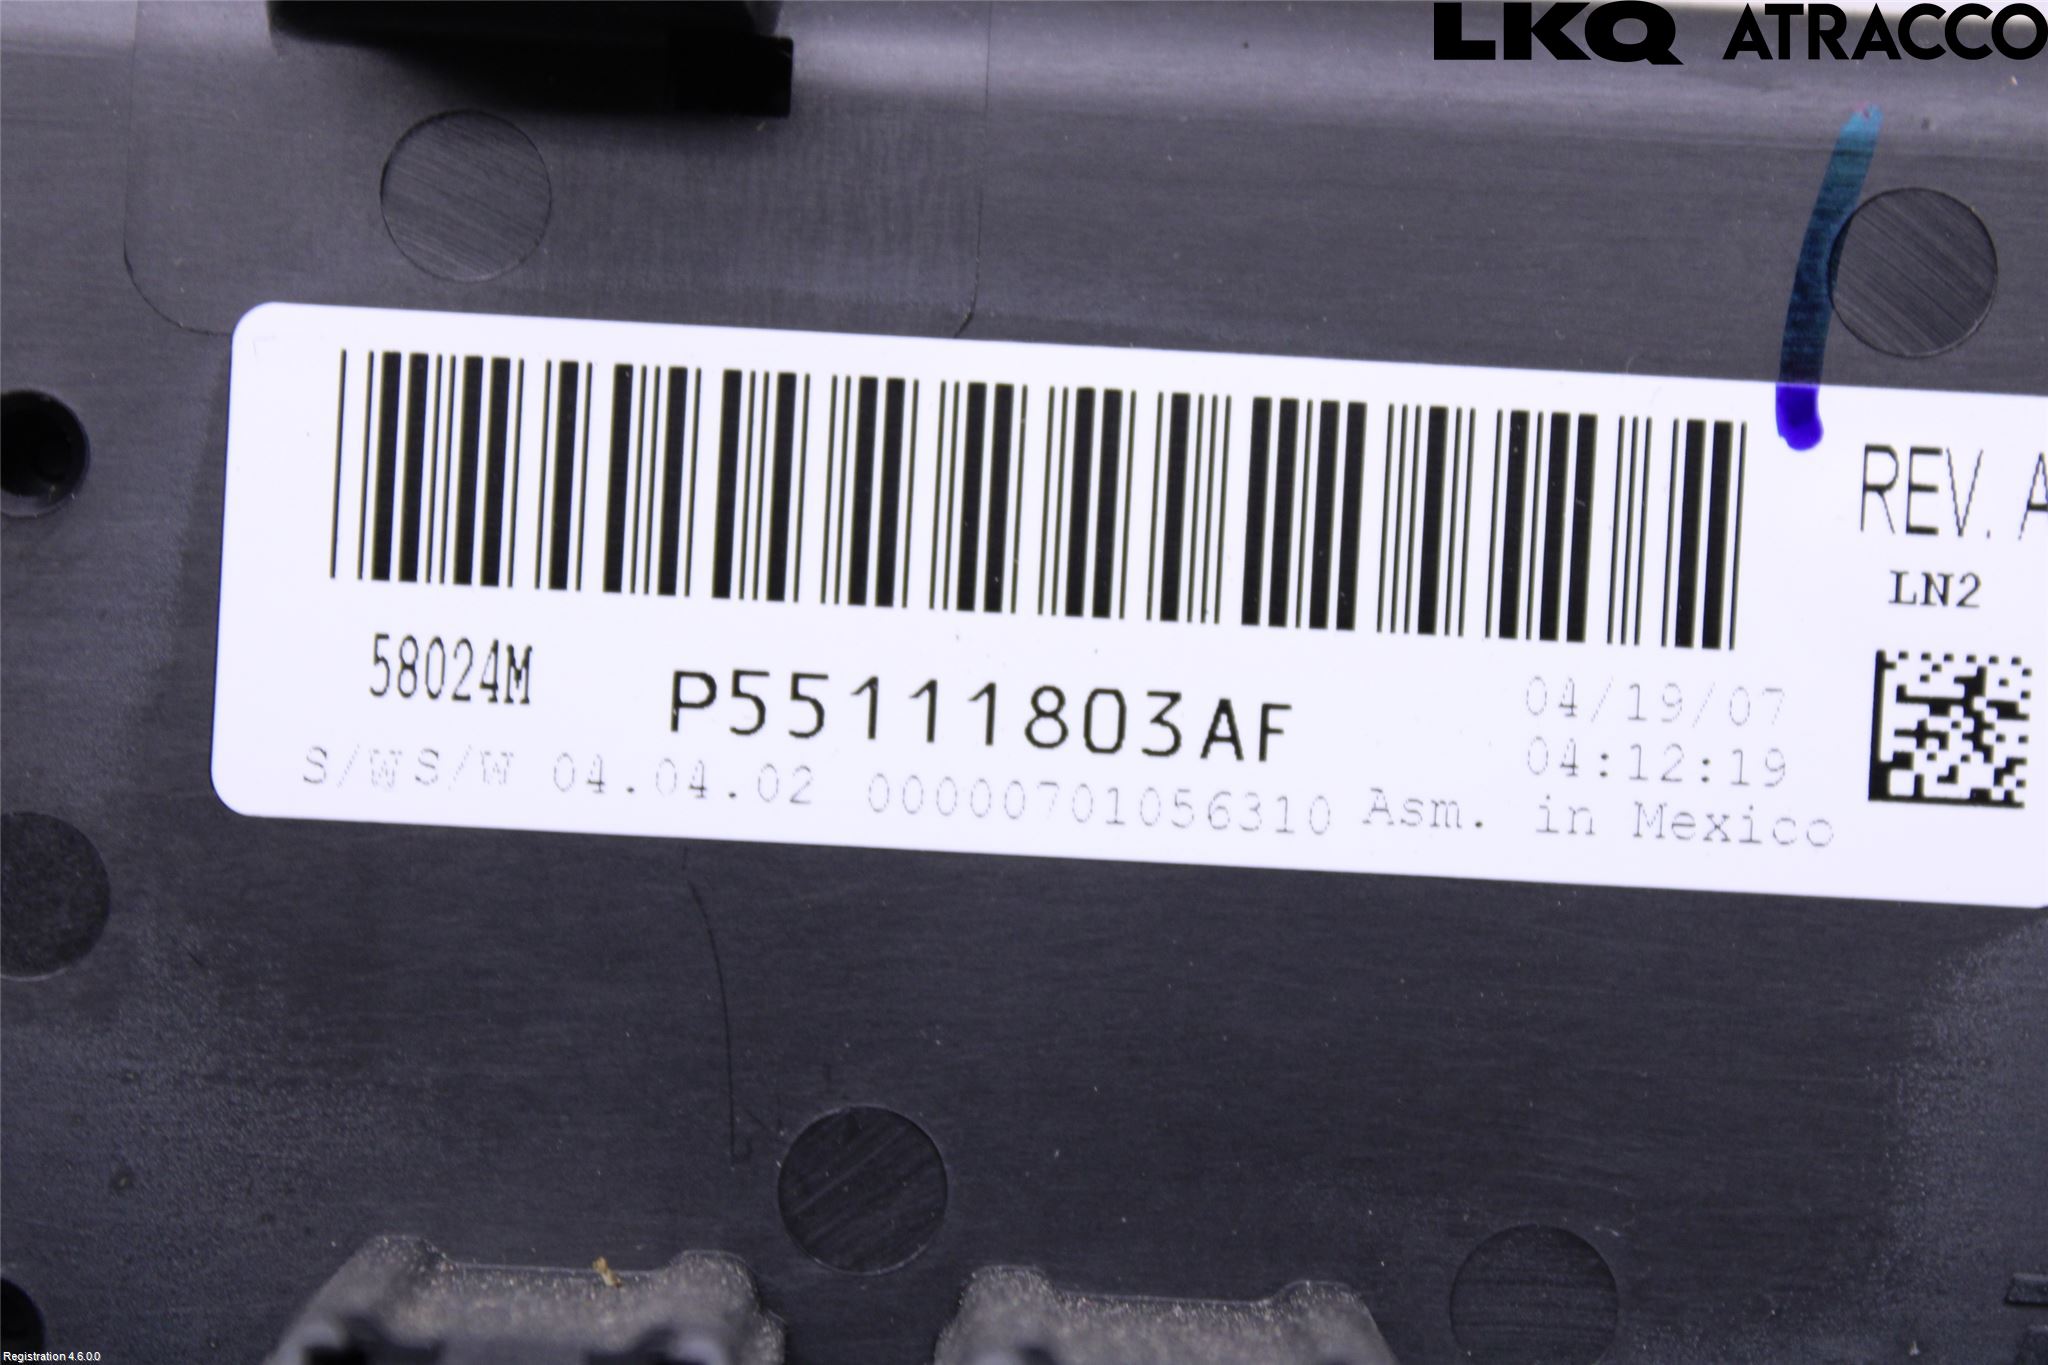 LKQ ATRACCO
REV. A
LN2
58024M
P55111803AF
04/19/07
04:12:19
S/WS/W 04.04.02 00000701056310 Asm. in Mexico
Registration 4.6.0.0